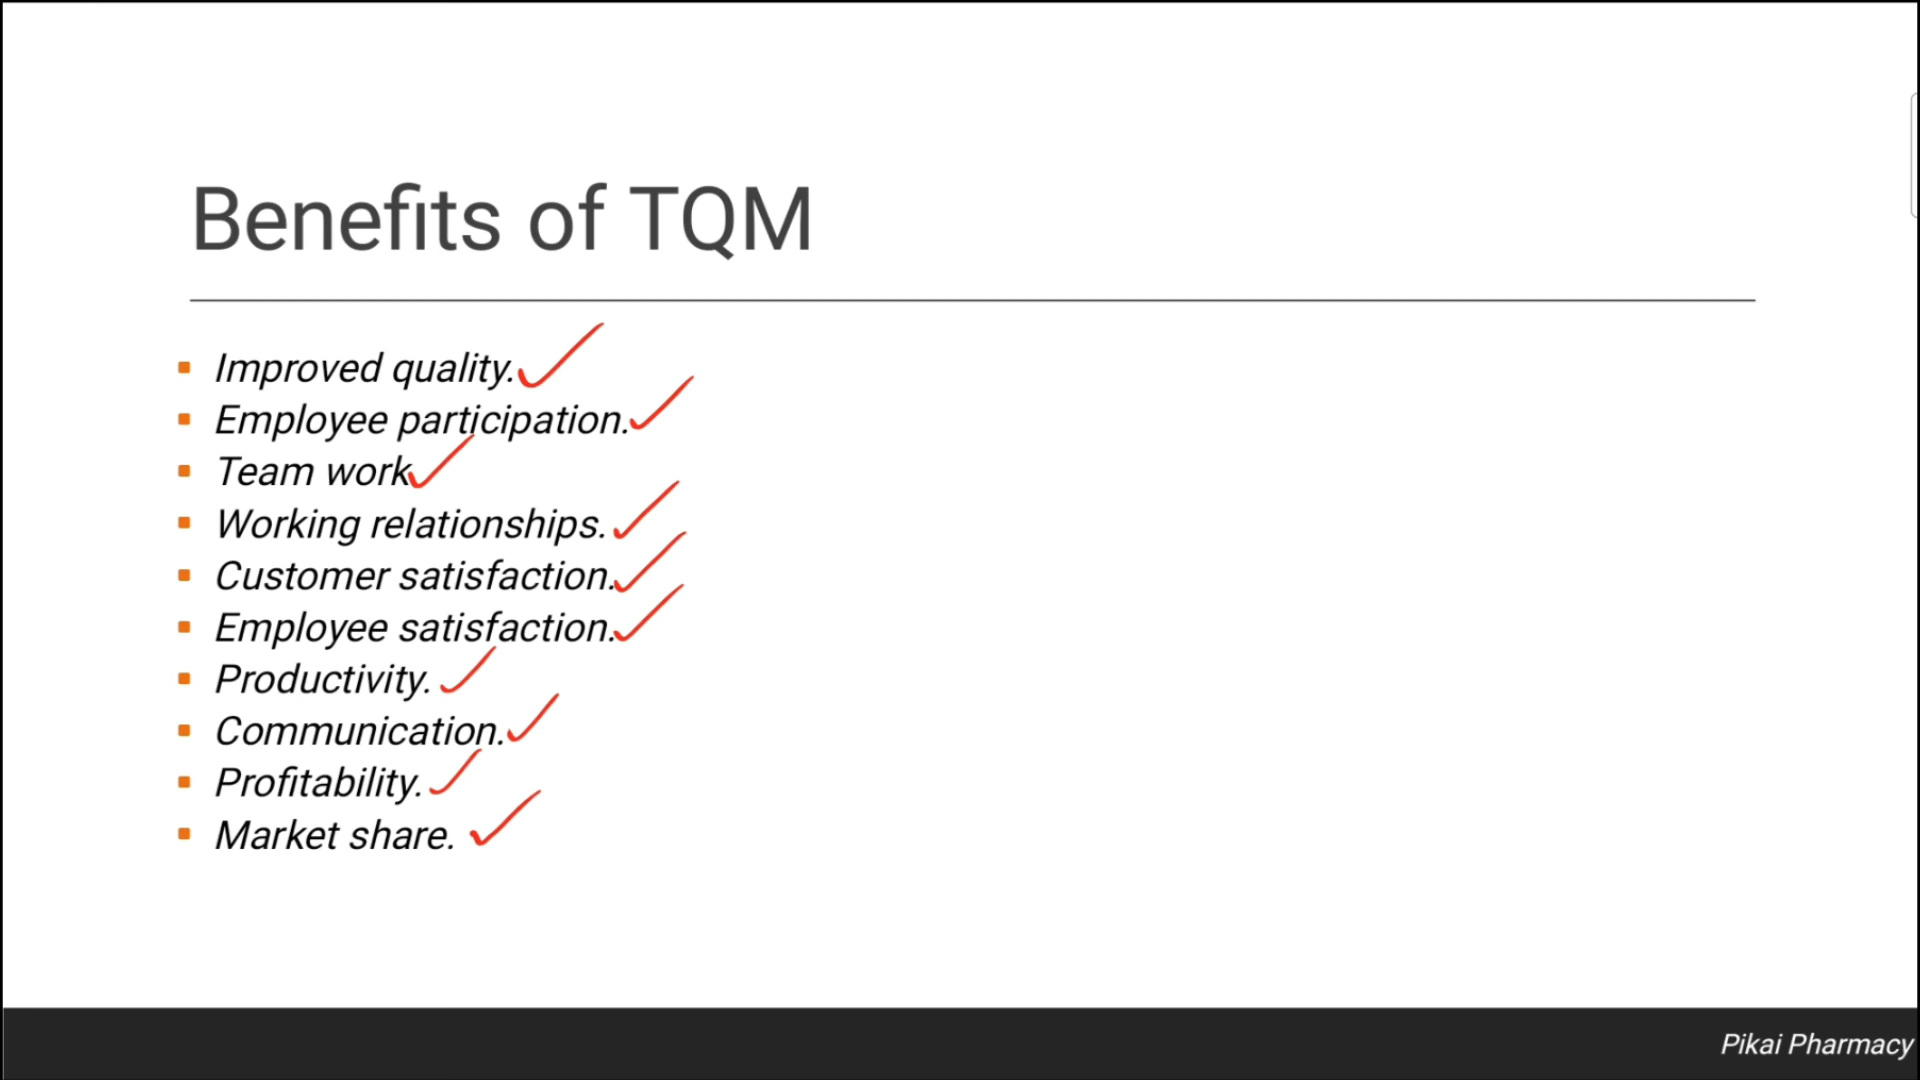 Benefits of TQM
Improved quality.
Employee participation.
Team work
Working relationships.
Customer satisfaction.
Employee satisfaction.
Productivity.
Communication.
Profitability.
Market share.
Pikai Pharmacy